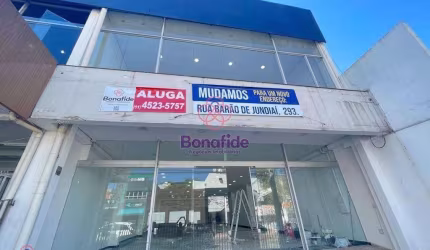 Bonafide
ALUGA
4523-5757
MUDAMOS PARA UM NOVO ENDEREÇO:
RUA BARÃO DE JUNDIAÍ, 293.
Bonafide